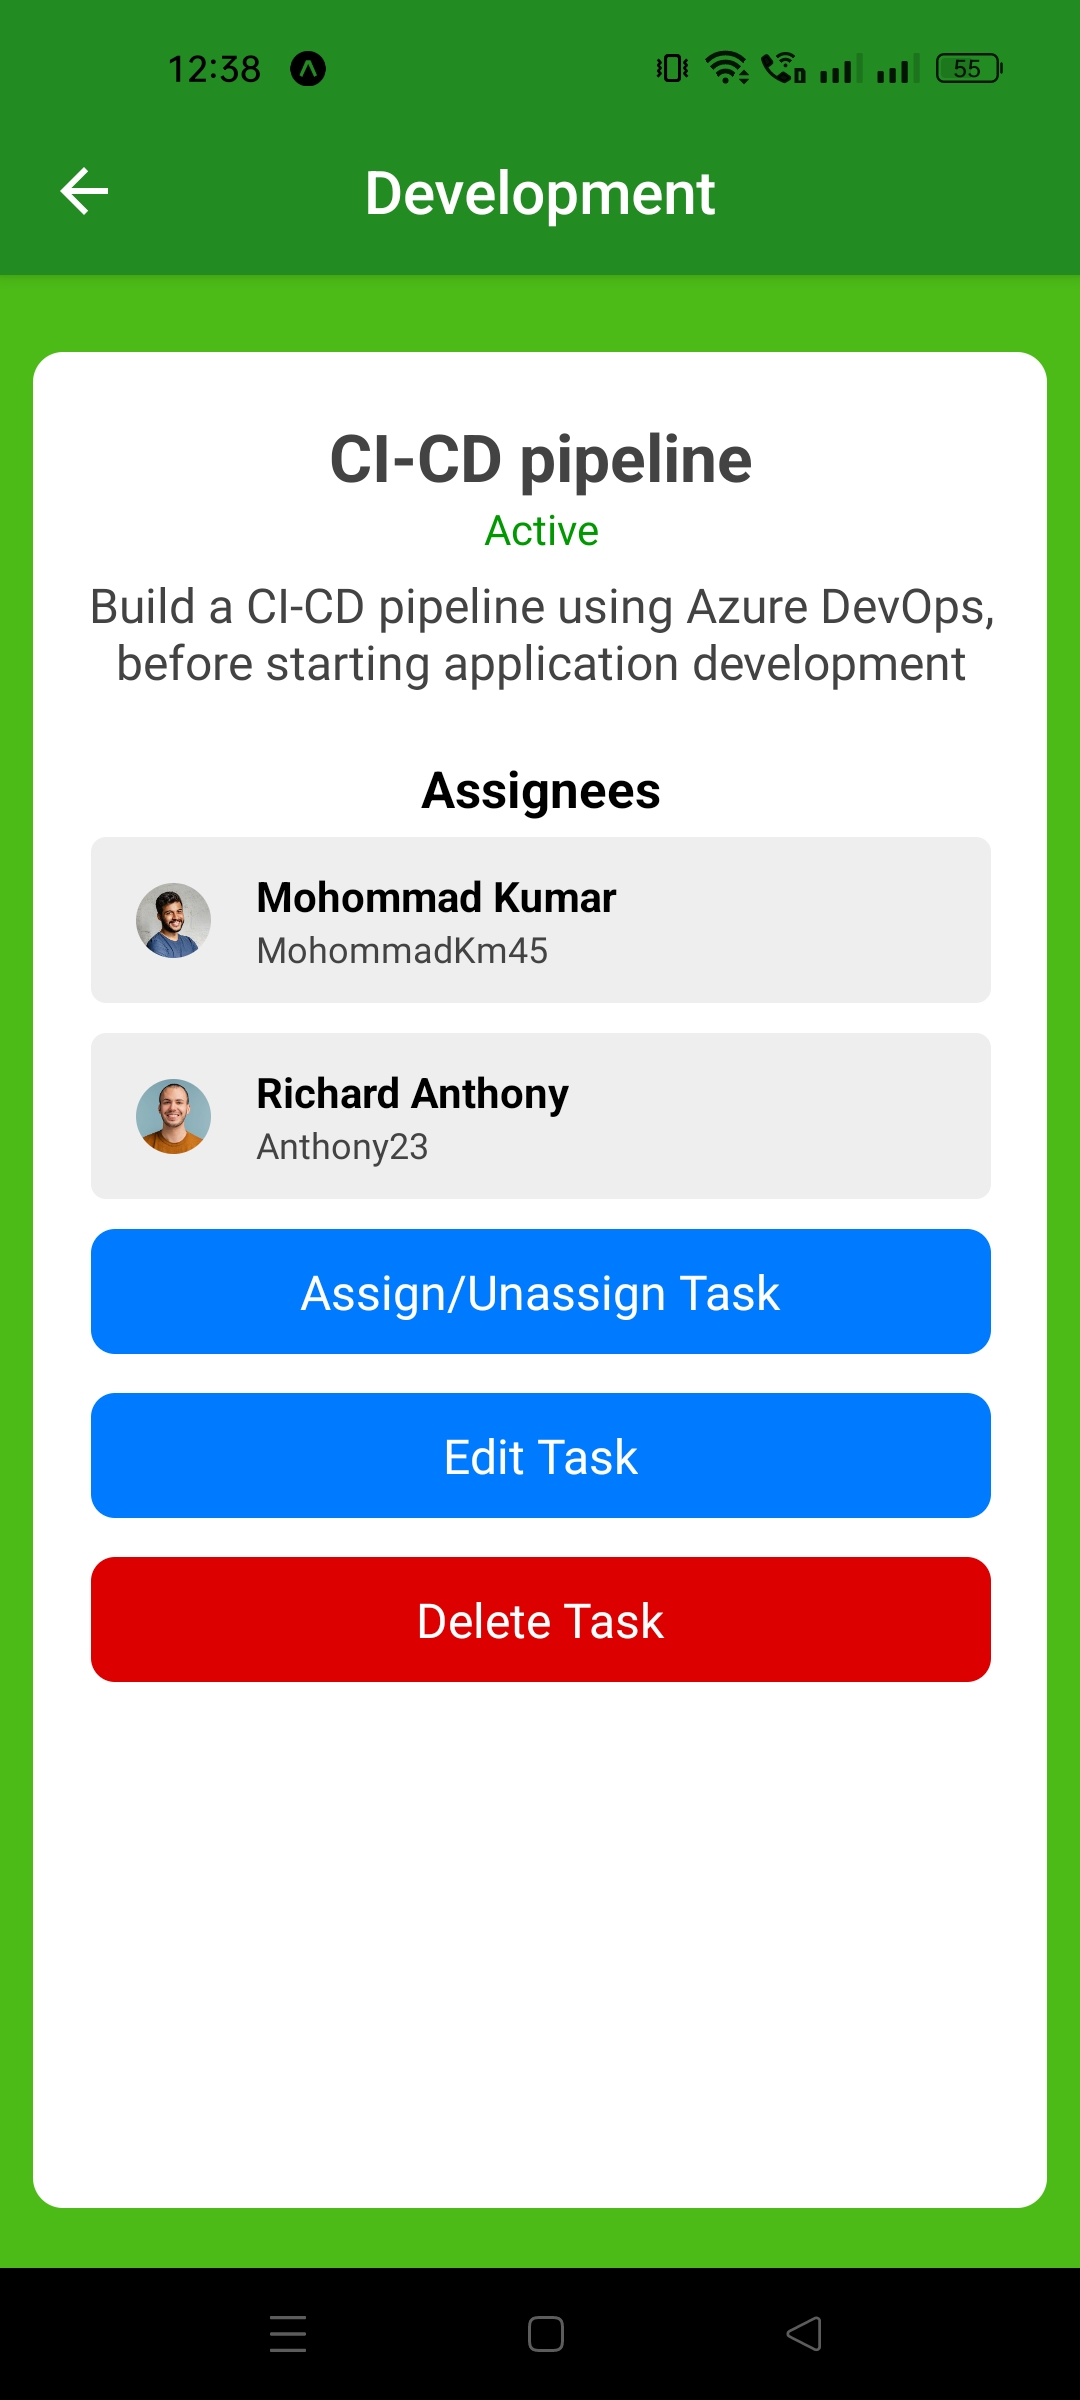 12:38
55
Development
CI-CD pipeline
Active
Build a CI-CD pipeline using Azure DevOps,
before starting application development
Assignees
Mohommad Kumar
MohommadKm45
Richard Anthony
Anthony23
Assign/Unassign Task
Edit Task
Delete Task